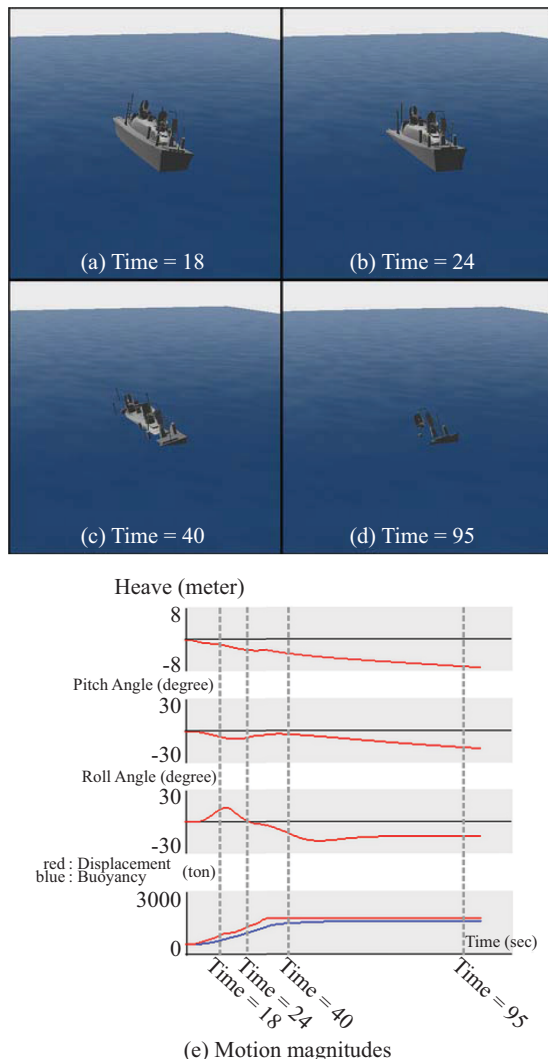 (a) Time = 18
(b) Time = 24
(c) Time = 40
(d) Time = 95
Heave (meter)
8
-8
Pitch Angle (degree)
30
-30
Roll Angle (degree)
30
-30
red : Displacement
blue : Buoyancy (ton)
3000
0
Time (sec)
Time = 18
Time = 24
Time = 40
Time = 95
(e) Motion magnitudes